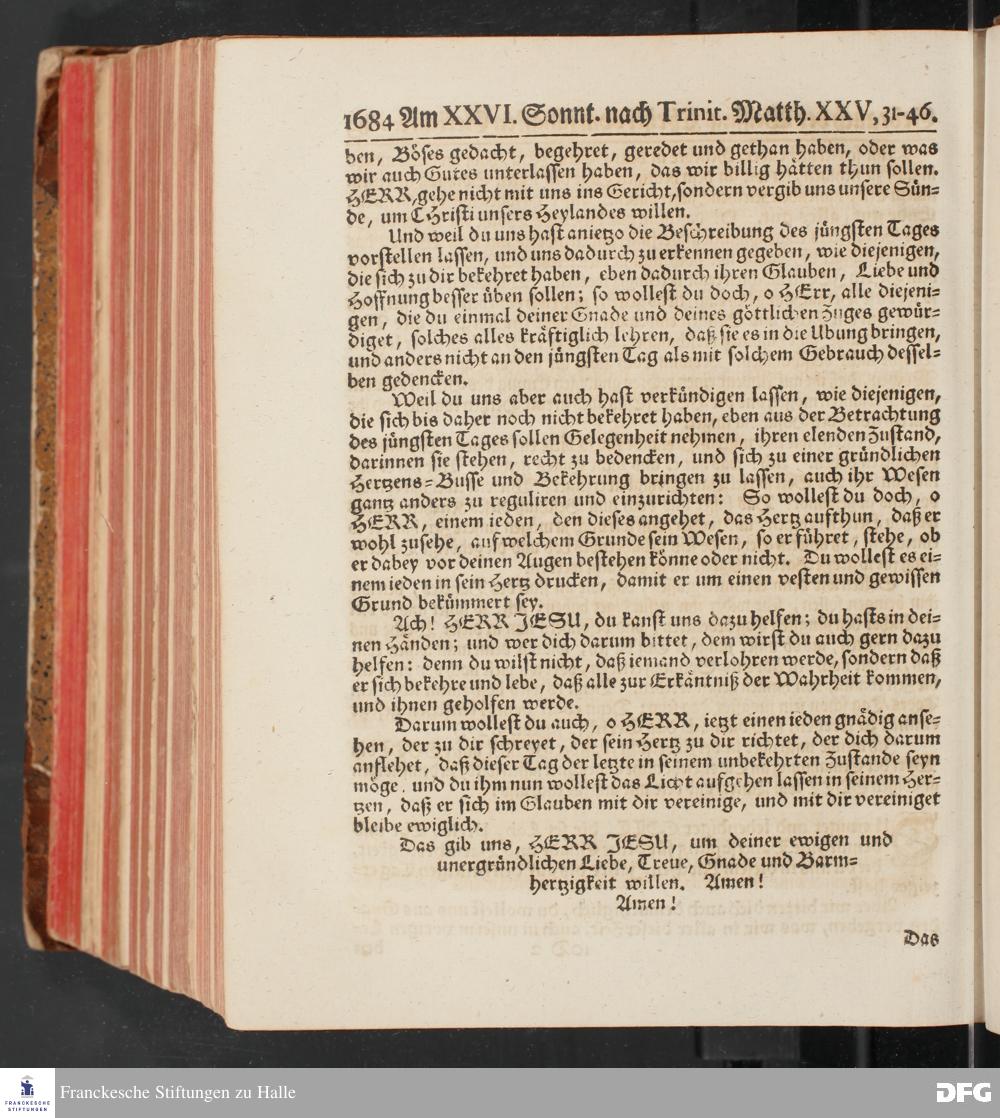 1684 Am XXVI. Sonnt. nach Trinit. Matth. XXV, 31-46.
ben, Böses gedacht, begehret, geredet und gethan haben, oder was
wir auch Gutes unterlassen haben, das wir billig hätten thun sollen.
HERR, gehe nicht mit uns ins Gericht, sondern vergib uns unsere Sün-
de, um CHristi unsers Heylandes willen.
Und weil du uns hast anietzo die Beschreibung des jüngsten Tages
vorstellen lassen, und uns dadurch zu erkennen gegeben, wie diejenigen,
die sich zu dir bekehret haben, eben dadurch ihren Glauben, Liebe und
Hoffnung besser üben sollen; so wollest du doch, o HErr, alle diejeni-
gen, die du einmal deiner Gnade und deines göttlichen Zuges gewür-
diget, solches alles kräftiglich lehren, daß sie es in die Ubung bringen,
und anders nicht an den jüngsten Tag als mit solchem Gebrauch dessel-
ben gedencken.
Weil du uns aber auch hast verkündigen lassen, wie diejenigen,
die sich bis daher noch nicht bekehret haben, eben aus der Betrachtung
des jüngsten Tages sollen Gelegenheit nehmen, ihren elenden Zustand,
darinnen sie stehen, recht zu bedencken, und sich zu einer gründlichen
Hertzens-Busse und Bekehrung bringen zu lassen, auch ihr Wesen
gantz anders zu reguliren und einzurichten: So wollest du doch, o
HERR, einem ieden, den dieses angehet, das Hertz aufthun, daß er
wohl zusehe, auf welchem Grunde sein Wesen, so er führet, stehe, ob
er dabey vor deinen Augen bestehen könne oder nicht. Du wollest es ei-
nem ieden in sein Hertz drucken, damit er um einen vesten und gewissen
Grund bekümmert sey.
Ach! HERR JESU, du kanst uns dazu helfen; du hasts in dei-
nen Händen; und wer dich darum bittet, dem wirst du auch gern dazu
helfen: denn du wilst nicht, daß iemand verlohren werde, sondern daß
er sich bekehre und lebe, daß alle zur Erkäntniß der Wahrheit kommen,
und ihnen geholfen werde.
Darum wollest du auch, o HERR, ietzt einen ieden gnädig anse-
hen, der zu dir schreyet, der sein Hertz zu dir richtet, der dich darum
anflehet, daß dieser Tag der letzte in seinem unbekehrten Zustande seyn
möge, und du ihm nun wollest das Licht aufgehen lassen in seinem Her-
tzen, daß er sich im Glauben mit dir vereinige, und mit dir vereiniget
bleibe ewiglich.
Das gib uns, HERR JESU, um deiner ewigen und
unergründlichen Liebe, Treue, Gnade und Barm-
hertzigkeit willen. Amen!
Amen!
Das
FRANCKESCHE
STIFTUNGEN
Franckesche Stiftungen zu Halle
DFG